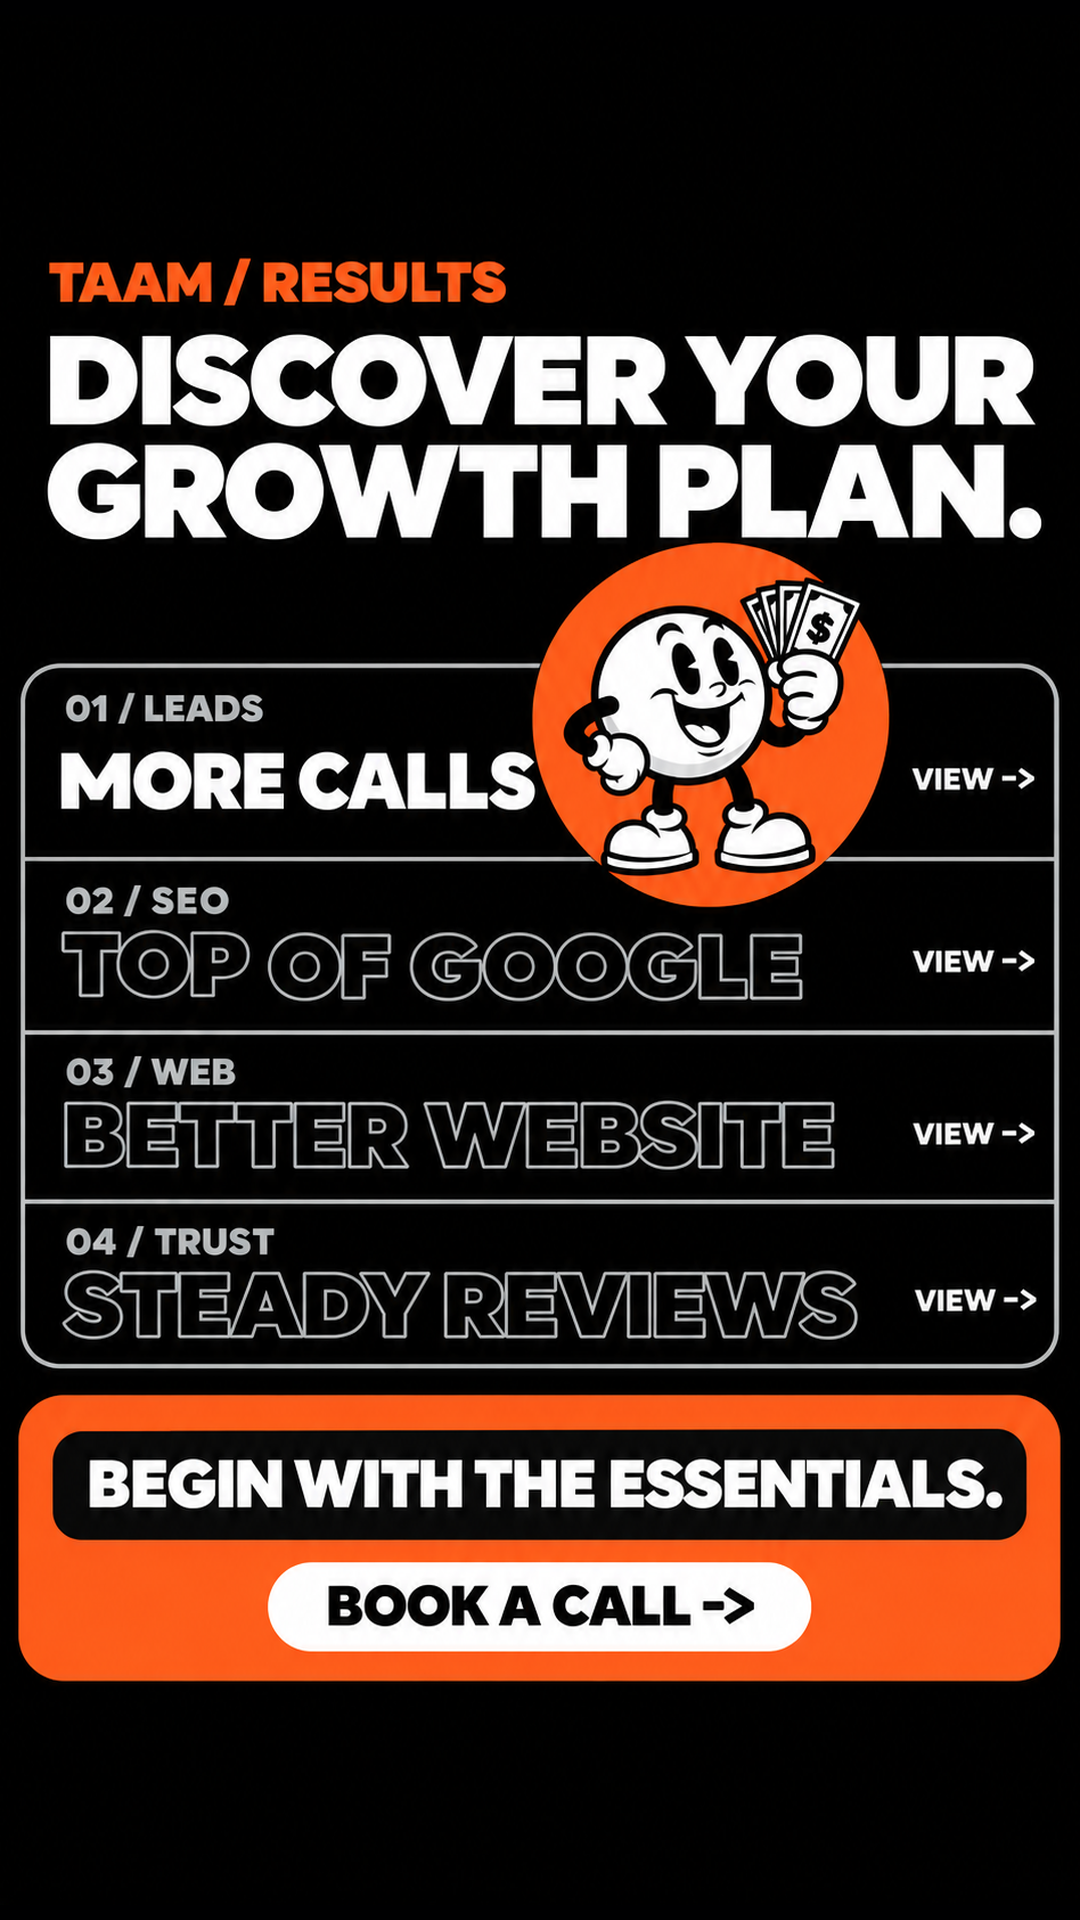 TAAM / RESULTS
DISCOVER YOUR
GROWTH PLAN.
$
01 / LEADS
MORE CALLS
VIEW ->
02 / SEO
TOP OF GOOGLE
VIEW ->
03 / WEB
BETTER WEBSITE
VIEW ->
04 / TRUST
STEADY REVIEWS
VIEW ->
BEGIN WITH THE ESSENTIALS.
BOOK A CALL ->